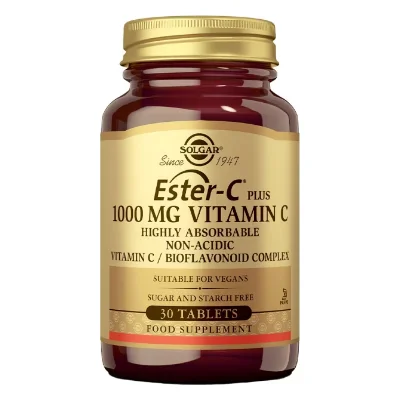 SOLGAR®
Since 1947
Ester-C® PLUS
1000 MG VITAMIN C
HIGHLY ABSORBABLE
NON-ACIDIC
VITAMIN C / BIOFLAVONOID COMPLEX
SUITABLE FOR VEGANS
SUGAR AND STARCH FREE
30 TABLETS
FOOD SUPPLEMENT